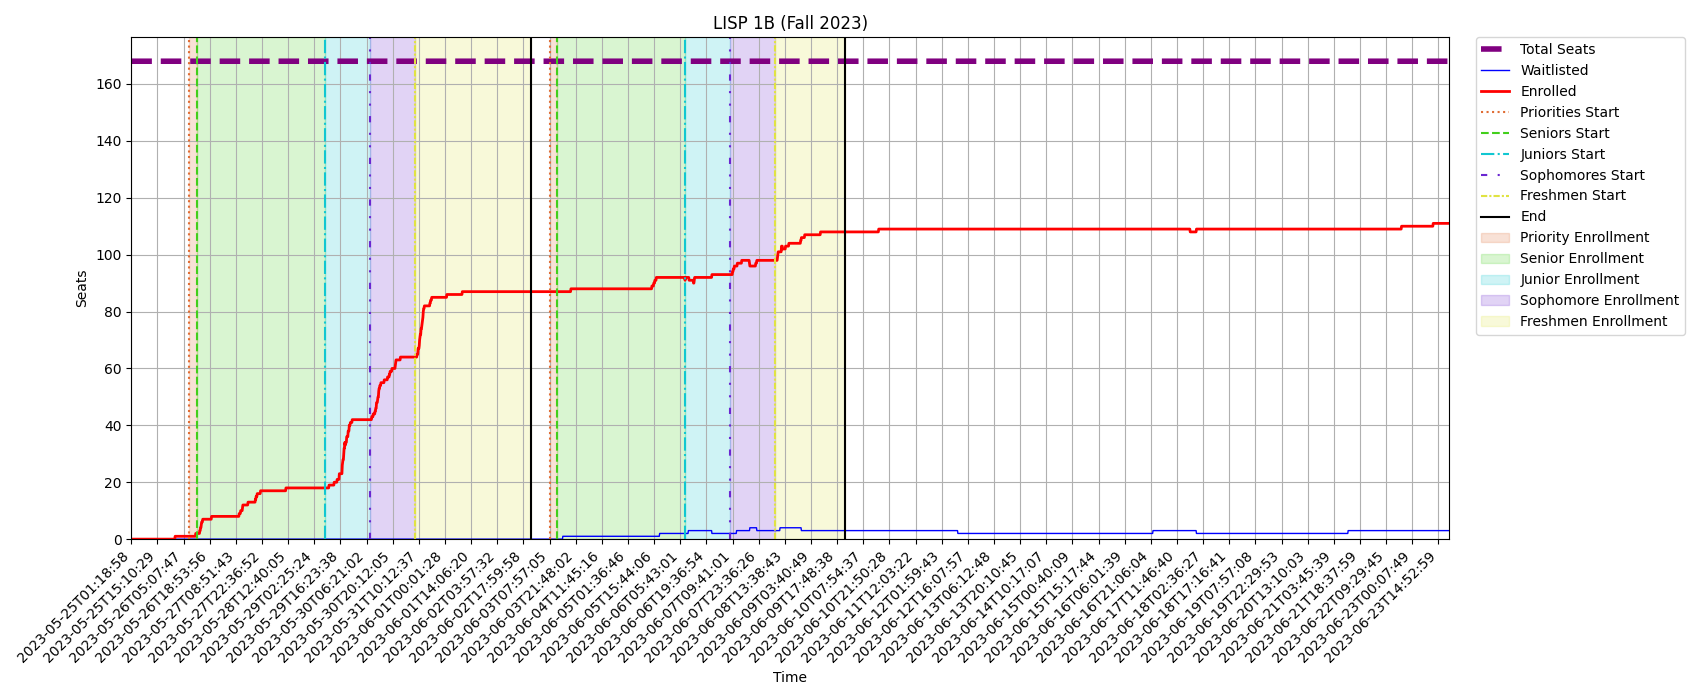 LISP 1B (Fall 2023)
Seats
160
140
120
100
80
60
40
20
0
2023-05-25T01:18:58
2023-05-25T15:10:29
2023-05-26T05:07:47
2023-05-26T18:53:56
2023-05-27T08:51:43
2023-05-27T22:36:52
2023-05-28T12:40:05
2023-05-29T02:25:24
2023-05-29T16:23:38
2023-05-30T06:21:02
2023-05-30T20:12:05
2023-05-31T10:12:37
2023-06-01T00:01:28
2023-06-01T14:06:20
2023-06-02T03:57:32
2023-06-02T17:59:58
2023-06-03T07:57:05
2023-06-03T21:48:02
2023-06-04T11:45:16
2023-06-05T01:36:46
2023-06-05T15:44:06
2023-06-06T05:43:01
2023-06-06T19:36:54
2023-06-07T09:41:01
2023-06-07T23:36:26
2023-06-08T13:38:43
2023-06-09T03:40:49
2023-06-09T17:48:38
2023-06-10T07:54:37
2023-06-10T21:50:28
2023-06-11T12:03:22
2023-06-12T01:59:43
2023-06-12T16:07:57
2023-06-13T06:12:48
2023-06-13T20:10:45
2023-06-14T10:17:07
2023-06-15T00:40:09
2023-06-15T15:17:44
2023-06-16T06:01:39
2023-06-16T21:06:04
2023-06-17T11:46:40
2023-06-18T02:36:27
2023-06-18T17:16:41
2023-06-19T07:57:08
2023-06-19T22:29:53
2023-06-20T13:10:03
2023-06-21T03:45:39
2023-06-21T18:37:59
2023-06-22T09:29:45
2023-06-23T00:07:49
2023-06-23T14:52:59
Time
Total Seats
Waitlisted
Enrolled
Priorities Start
Seniors Start
Juniors Start
Sophomores Start
Freshmen Start
End
Priority Enrollment
Senior Enrollment
Junior Enrollment
Sophomore Enrollment
Freshmen Enrollment